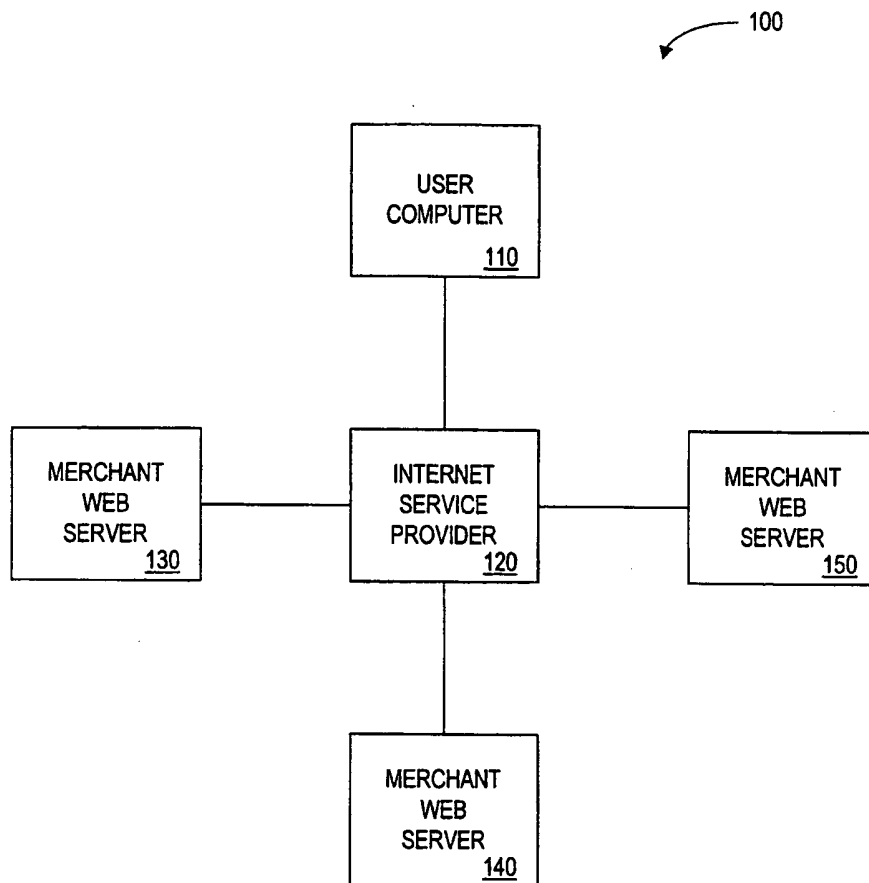 100
USER
COMPUTER
110
MERCHANT
WEB
SERVER
130
INTERNET
SERVICE
PROVIDER
120
MERCHANT
WEB
SERVER
150
MERCHANT
WEB
SERVER
140